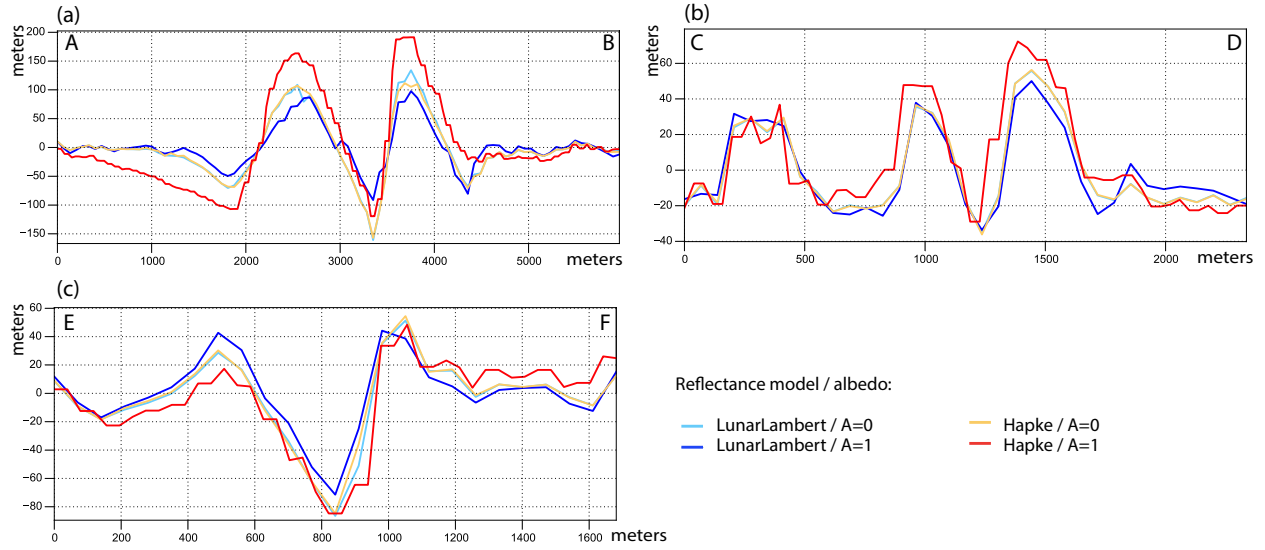 (a)
meters
200
150
100
50
0
−50
−100
−150
A
B
0
1000
2000
3000
4000
5000
meters
(b)
meters
60
40
20
0
−20
−40
C
D
0
500
1000
1500
2000
meters
(c)
meters
60
40
20
0
−20
−40
−60
−80
E
F
0
200
400
600
800
1000
1200
1400
1600
meters
Reflectance model / albedo:
LunarLambert / A=0 Hapke / A=0
LunarLambert / A=1 Hapke / A=1